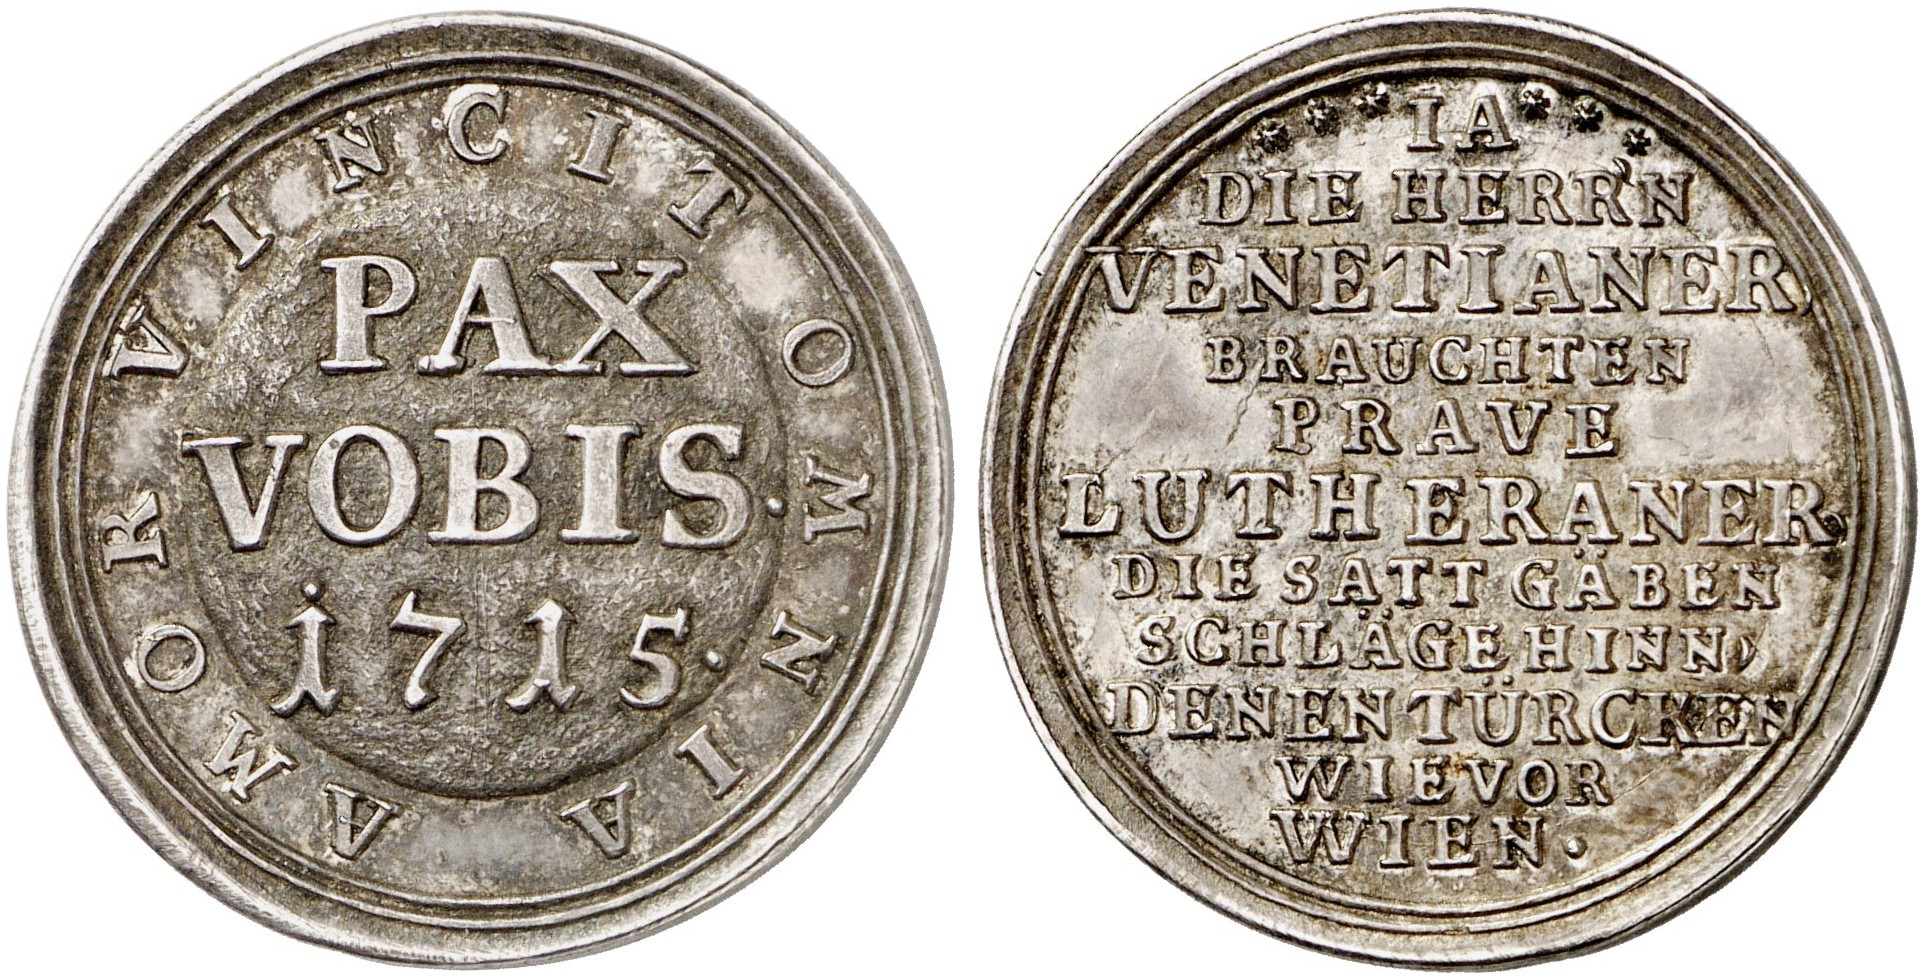 AMOR VINCIT OMNIA
PAX
VOBIS.
1715.
IA
DIE HERR'N
VENETIANER,
BRAUCHTEN
PRAVE
LUTHERANER,
DIE SATT GÄBEN
SCHLÄGE HINN,
DENEN TÜRCKEN
WIE VOR
WIEN.